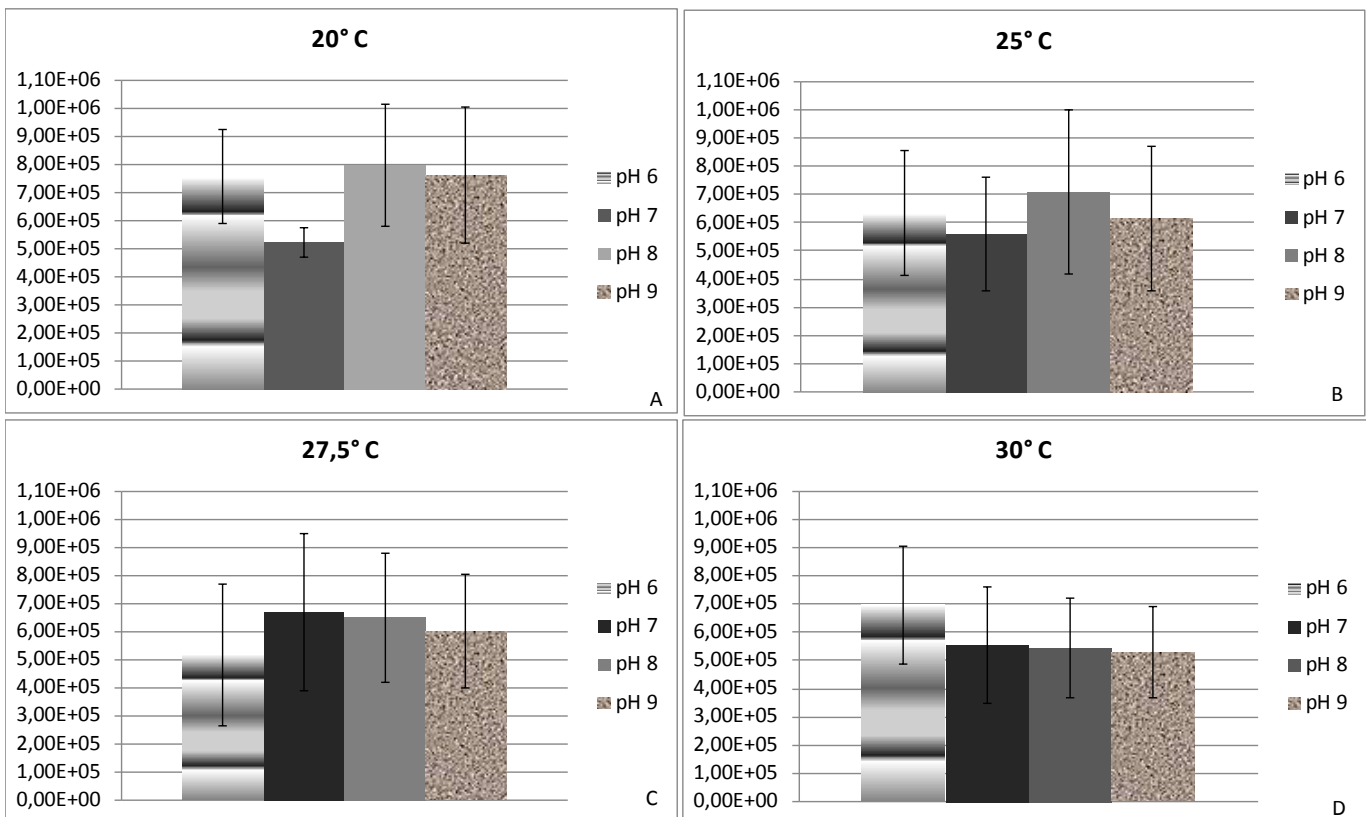 20° C
1,10E+06
1,00E+06
9,00E+05
8,00E+05
7,00E+05
6,00E+05
5,00E+05
4,00E+05
3,00E+05
2,00E+05
1,00E+05
0,00E+00
pH 6
pH 7
pH 8
pH 9
A
25° C
1,10E+06
1,00E+06
9,00E+05
8,00E+05
7,00E+05
6,00E+05
5,00E+05
4,00E+05
3,00E+05
2,00E+05
1,00E+05
0,00E+00
pH 6
pH 7
pH 8
pH 9
B
27,5° C
1,10E+06
1,00E+06
9,00E+05
8,00E+05
7,00E+05
6,00E+05
5,00E+05
4,00E+05
3,00E+05
2,00E+05
1,00E+05
0,00E+00
pH 6
pH 7
pH 8
pH 9
C
30° C
1,10E+06
1,00E+06
9,00E+05
8,00E+05
7,00E+05
6,00E+05
5,00E+05
4,00E+05
3,00E+05
2,00E+05
1,00E+05
0,00E+00
pH 6
pH 7
pH 8
pH 9
D